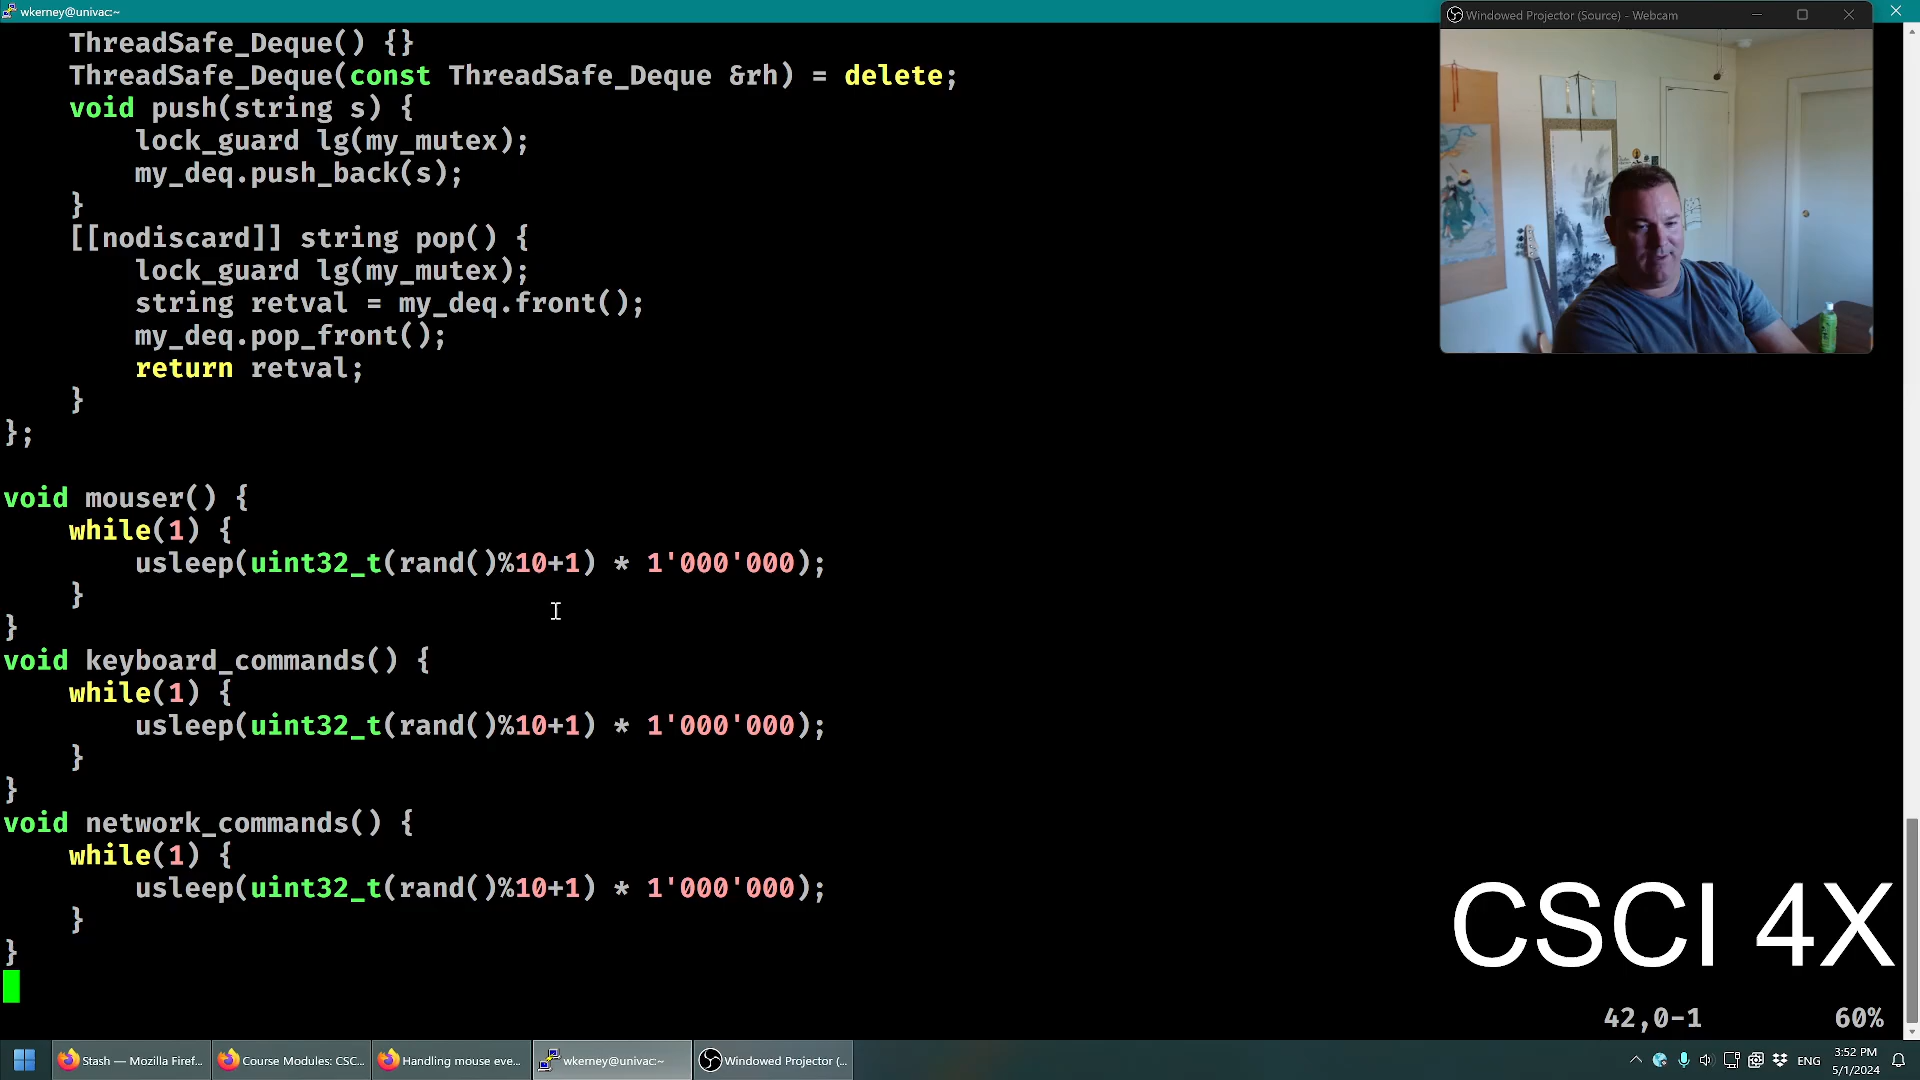 wkerney@univac:~
Windowed Projector (Source) - Webcam
ThreadSafe_Deque() {}
ThreadSafe_Deque(const ThreadSafe_Deque &rh) = delete;
void push(string s) {
lock_guard lg(my_mutex);
my_deq.push_back(s);
}
[[nodiscard]] string pop() {
lock_guard lg(my_mutex);
string retval = my_deq.front();
my_deq.pop_front();
return retval;
}
};
void mouser() {
while(1) {
usleep(uint32_t(rand()%10+1) * 1'000'000);
}
}
void keyboard_commands() {
while(1) {
usleep(uint32_t(rand()%10+1) * 1'000'000);
}
}
void network_commands() {
while(1) {
usleep(uint32_t(rand()%10+1) * 1'000'000);
}
}
CSCI 4X
42,0-1 60%
Stash — Mozilla Firef...
Course Modules: CSC...
Handling mouse eve...
wkerney@univac:~
Windowed Projector (...
ENG
3:52 PM
5/1/2024